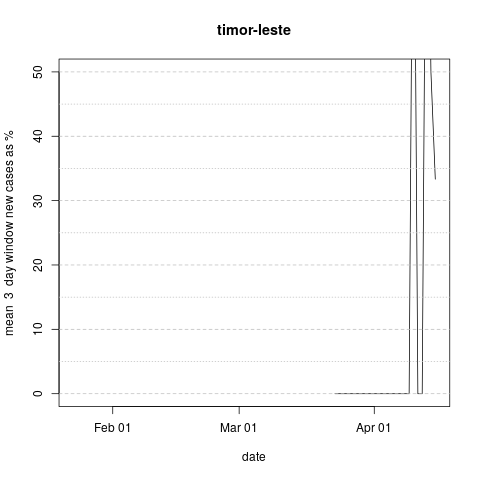 timor-leste
mean 3 day window new cases as %
50
40
30
20
10
0
Feb 01
Mar 01
Apr 01
date